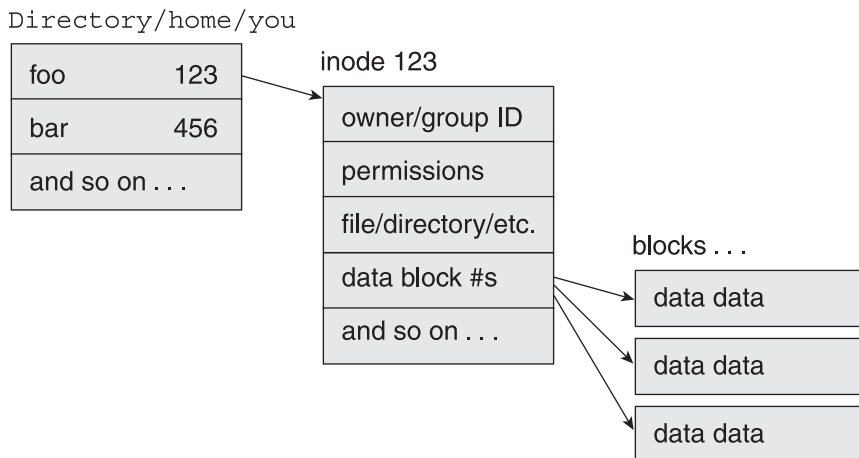 Directory/home/you
foo 123
bar 456
and so on . . .
inode 123
owner/group ID
permissions
file/directory/etc.
data block #s
and so on . . .
blocks . . .
data data
data data
data data